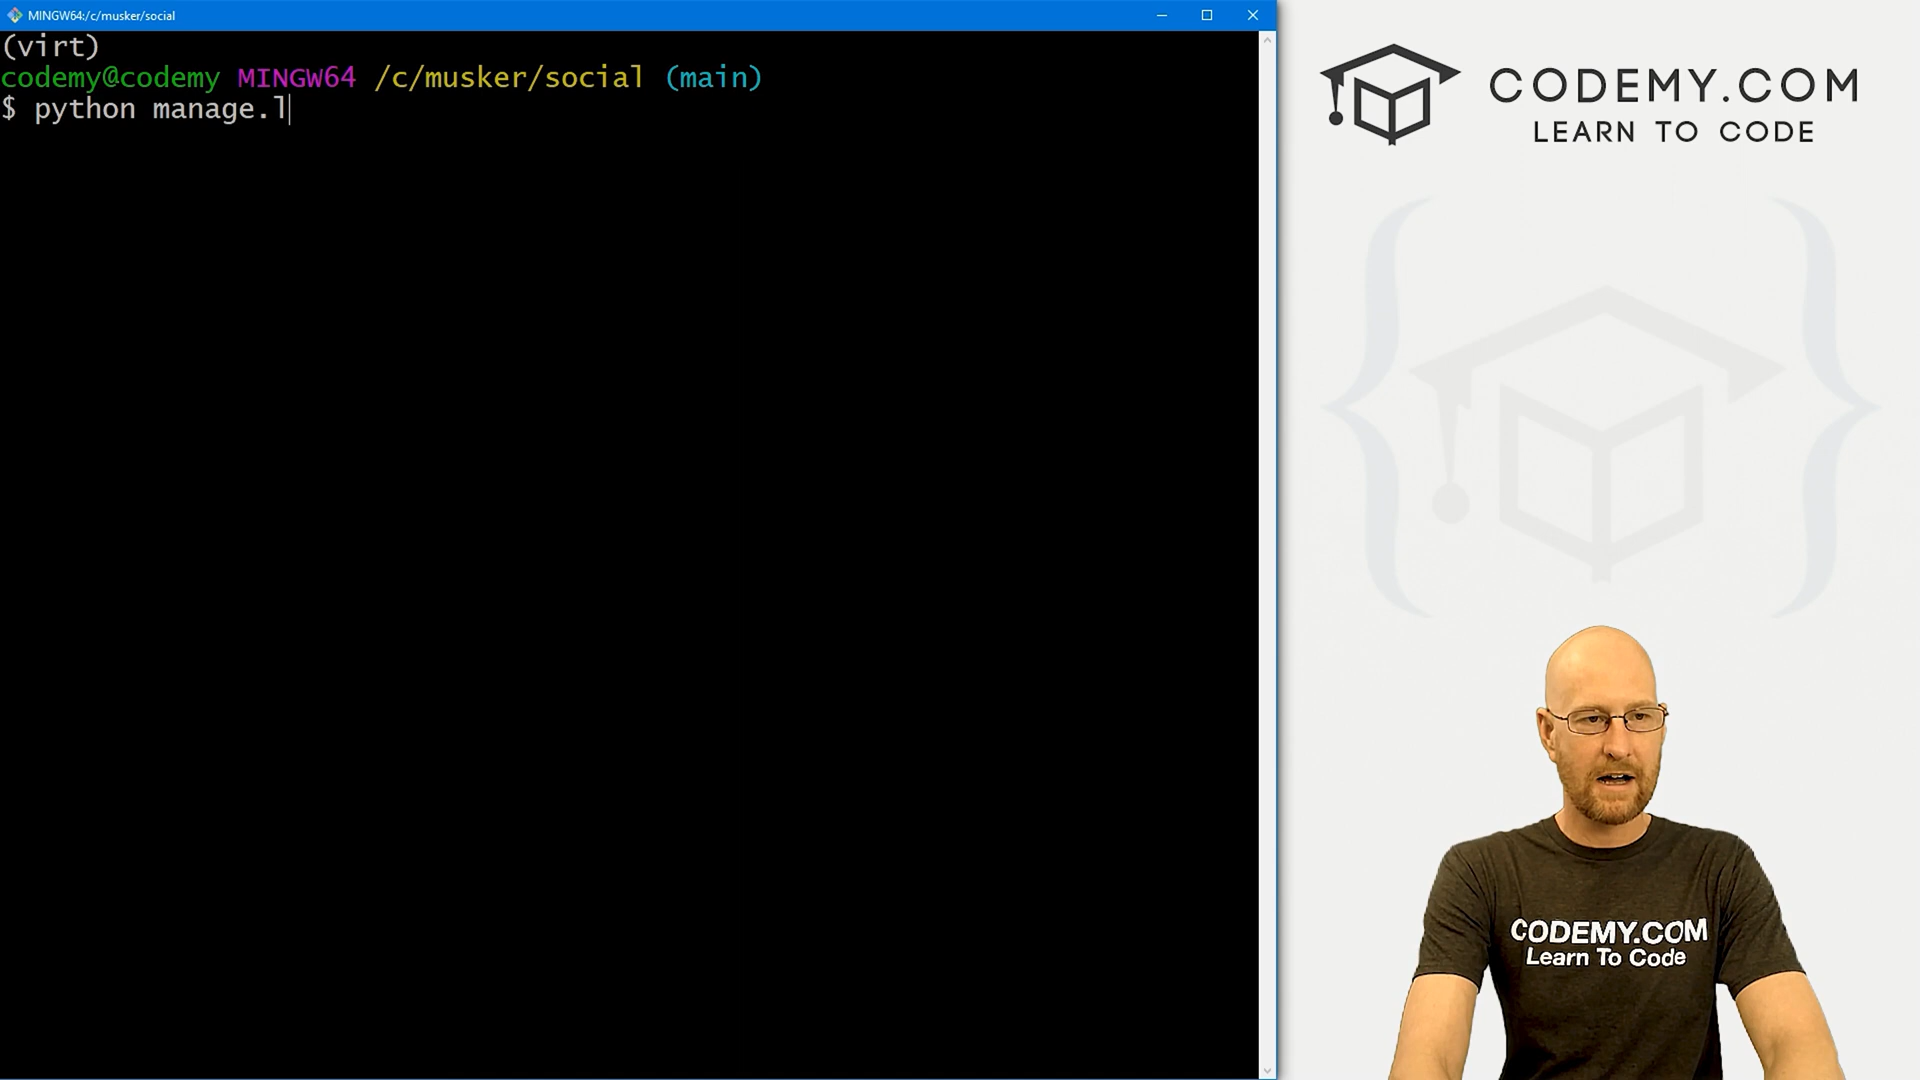 MINGW64:/c/musker/social
(virt)
codemy@codemy MINGW64 /c/musker/social (main)
$ python manage.l
CODEMY.COM
LEARN TO CODE
CODEMY.COM
Learn To Code